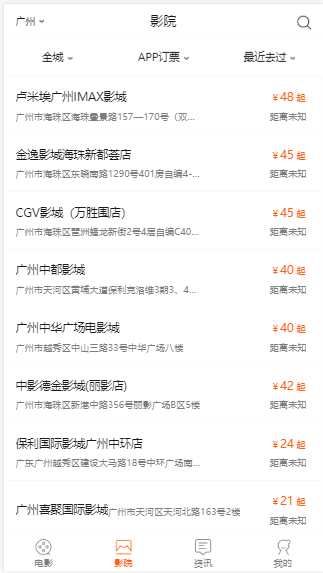 广州
影院
全城
APP订票
最近去过
卢米埃广州IMAX影城
¥48起
广州市海珠区海珠叠景路157—170号（双...
距离未知
金逸影城海珠新都荟店
¥45起
广州市海珠区东晓南路1290号401房自编4-...
距离未知
CGV影城（万胜围店）
¥45起
广州市海珠区琶洲蟠龙新街2号4层自编C40...
距离未知
广州中都影城
¥40起
广州市天河区黄埔大道保利克洛维3期3、4...
距离未知
广州中华广场电影城
¥40起
广州市越秀区中山三路33号中华广场八楼
距离未知
中影德金影城(丽影店)
¥42起
广州市海珠区新港中路356号丽影广场B区5楼
距离未知
保利国际影城广州中环店
¥24起
广东广州越秀区建设大马路18号中环广场南...
距离未知
广州喜聚国际影城广州市天河区天河北路163号2楼
¥21起
距离未知
电影
影院
资讯
我的